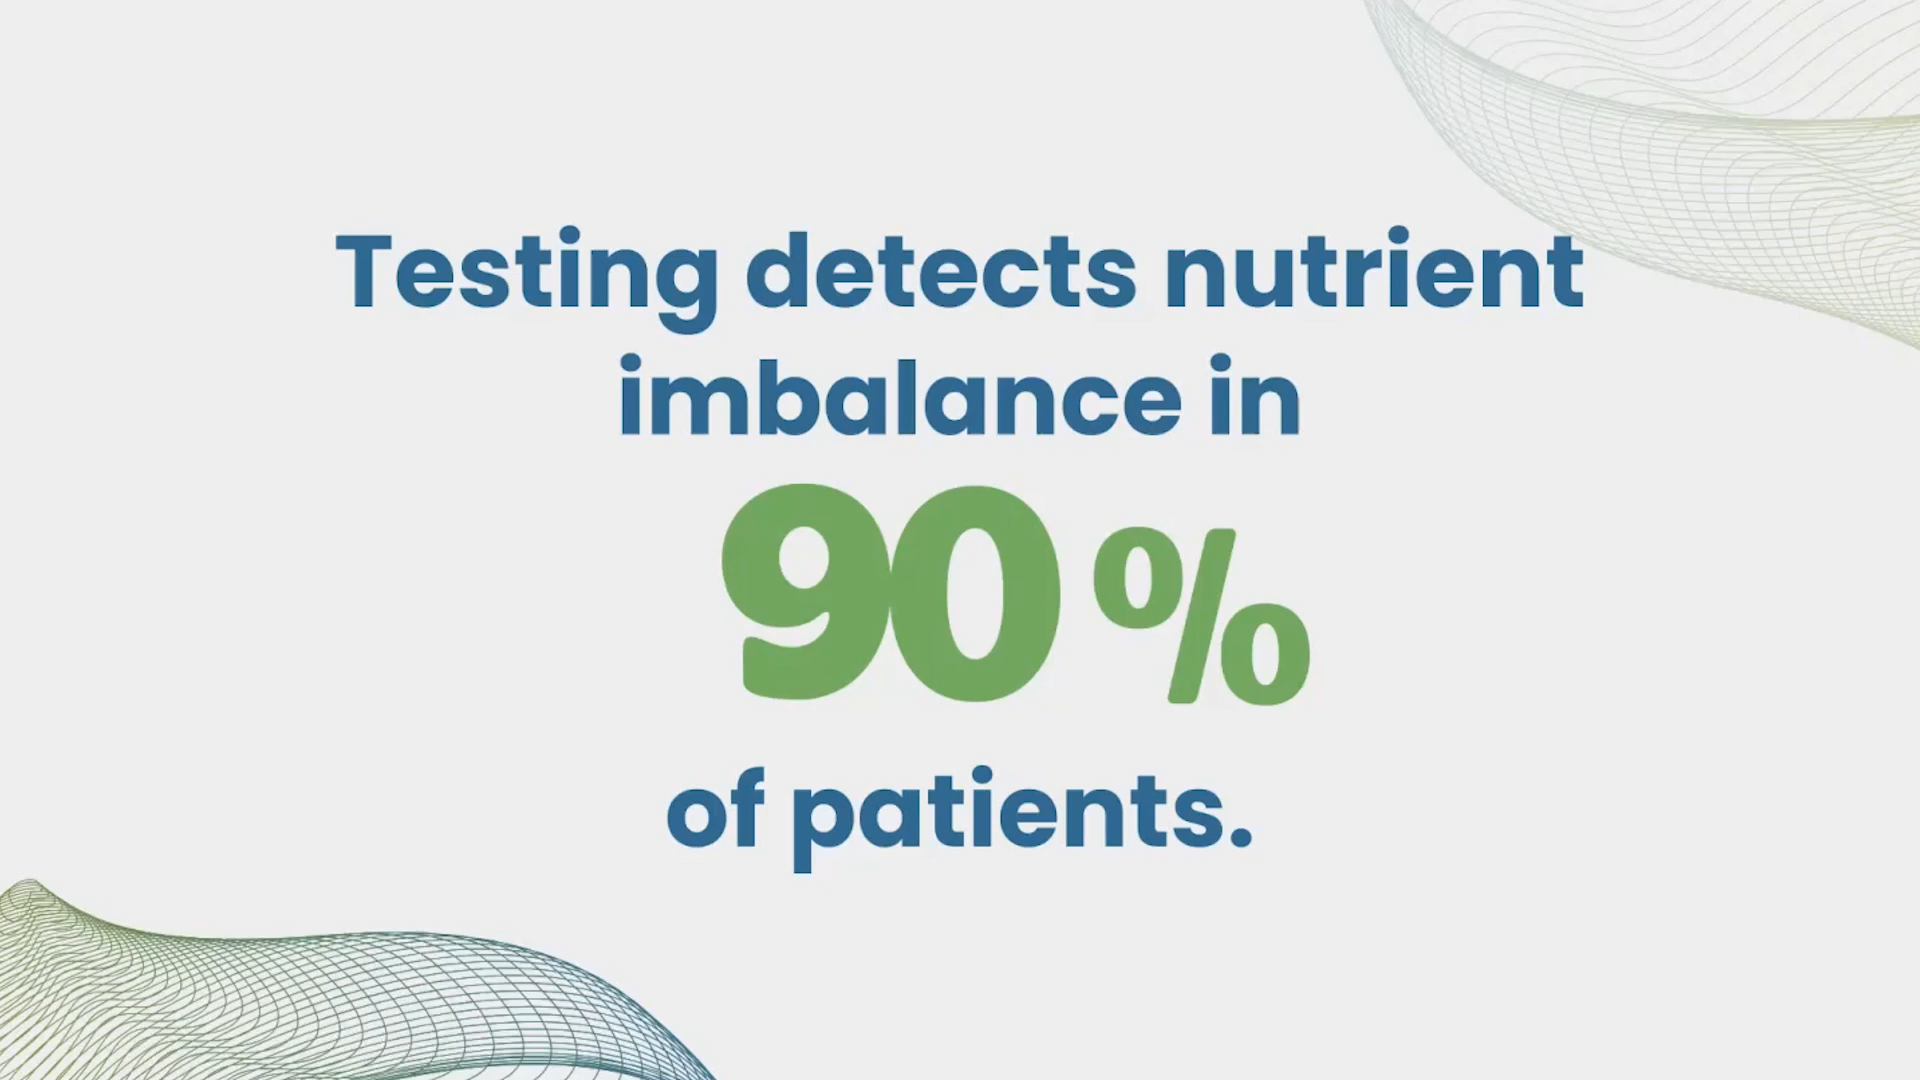 Testing detects nutrient
imbalance in
90 %
of patients.